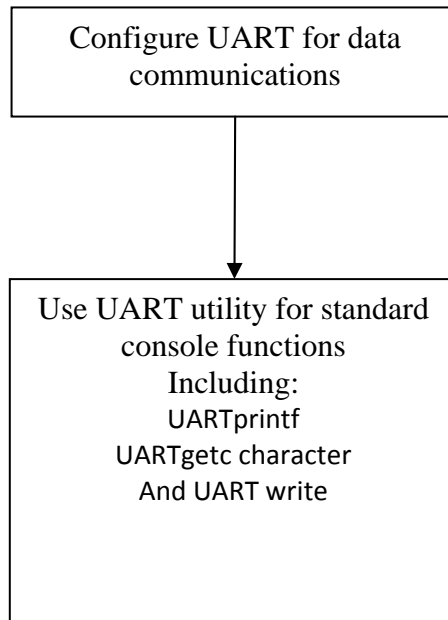 Configure UART for data
communications
Use UART utility for standard
console functions
Including:
UARTprintf
UARTgetc character
And UART write